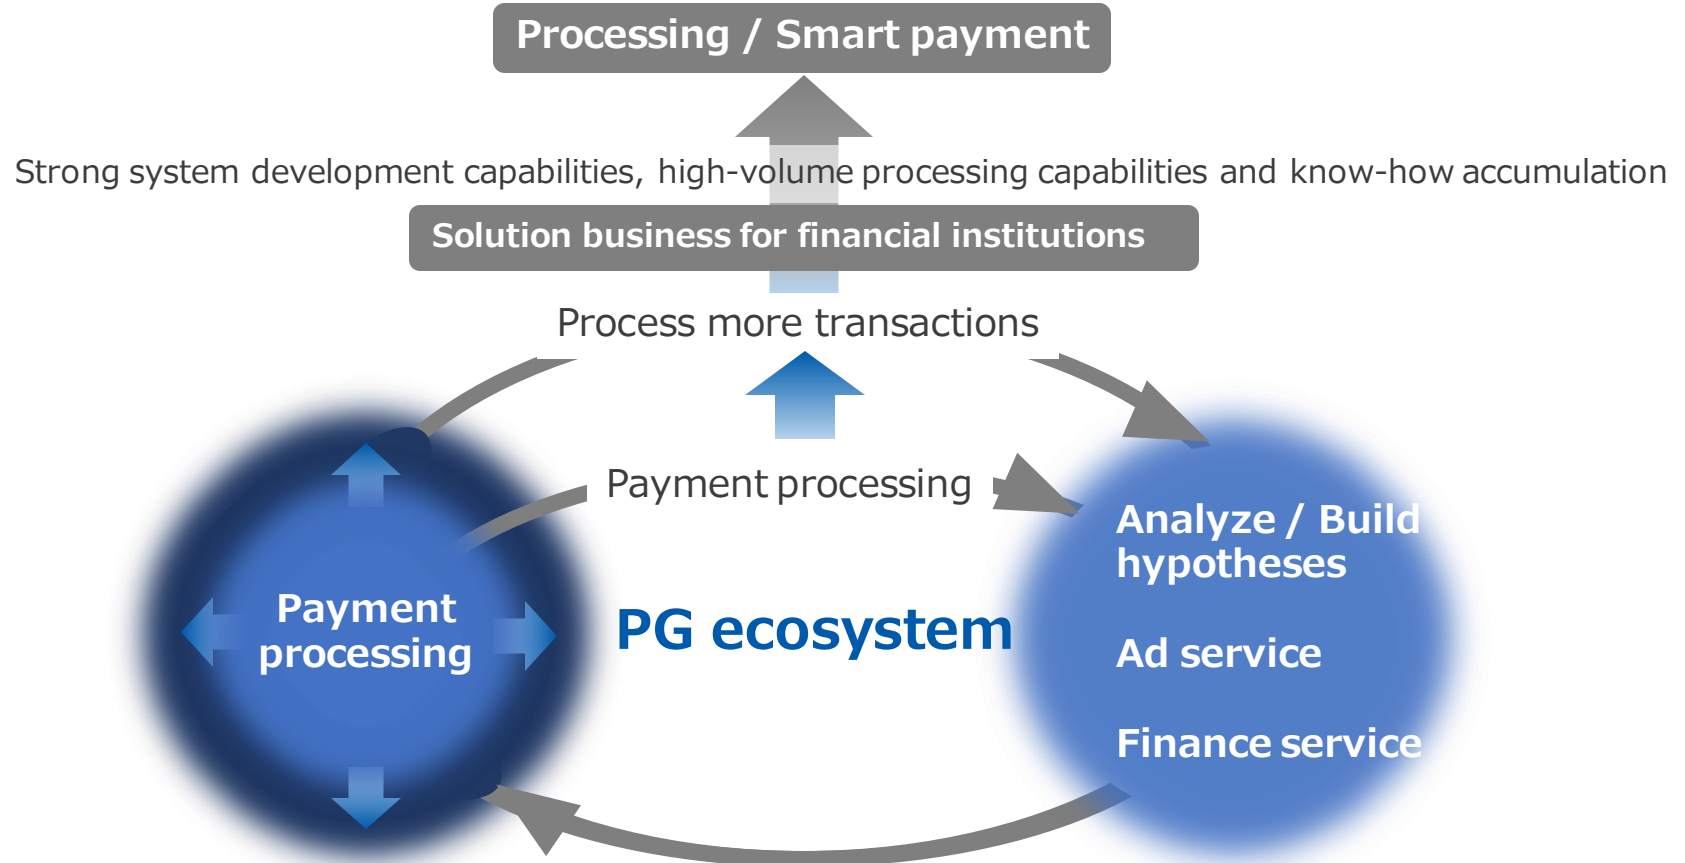 Processing / Smart payment
Strong system development capabilities, high-volume processing capabilities and know-how accumulation
Solution business for financial institutions
Process more transactions
Payment processing
Payment
processing
PG ecosystem
Analyze / Build
hypotheses
Ad service
Finance service